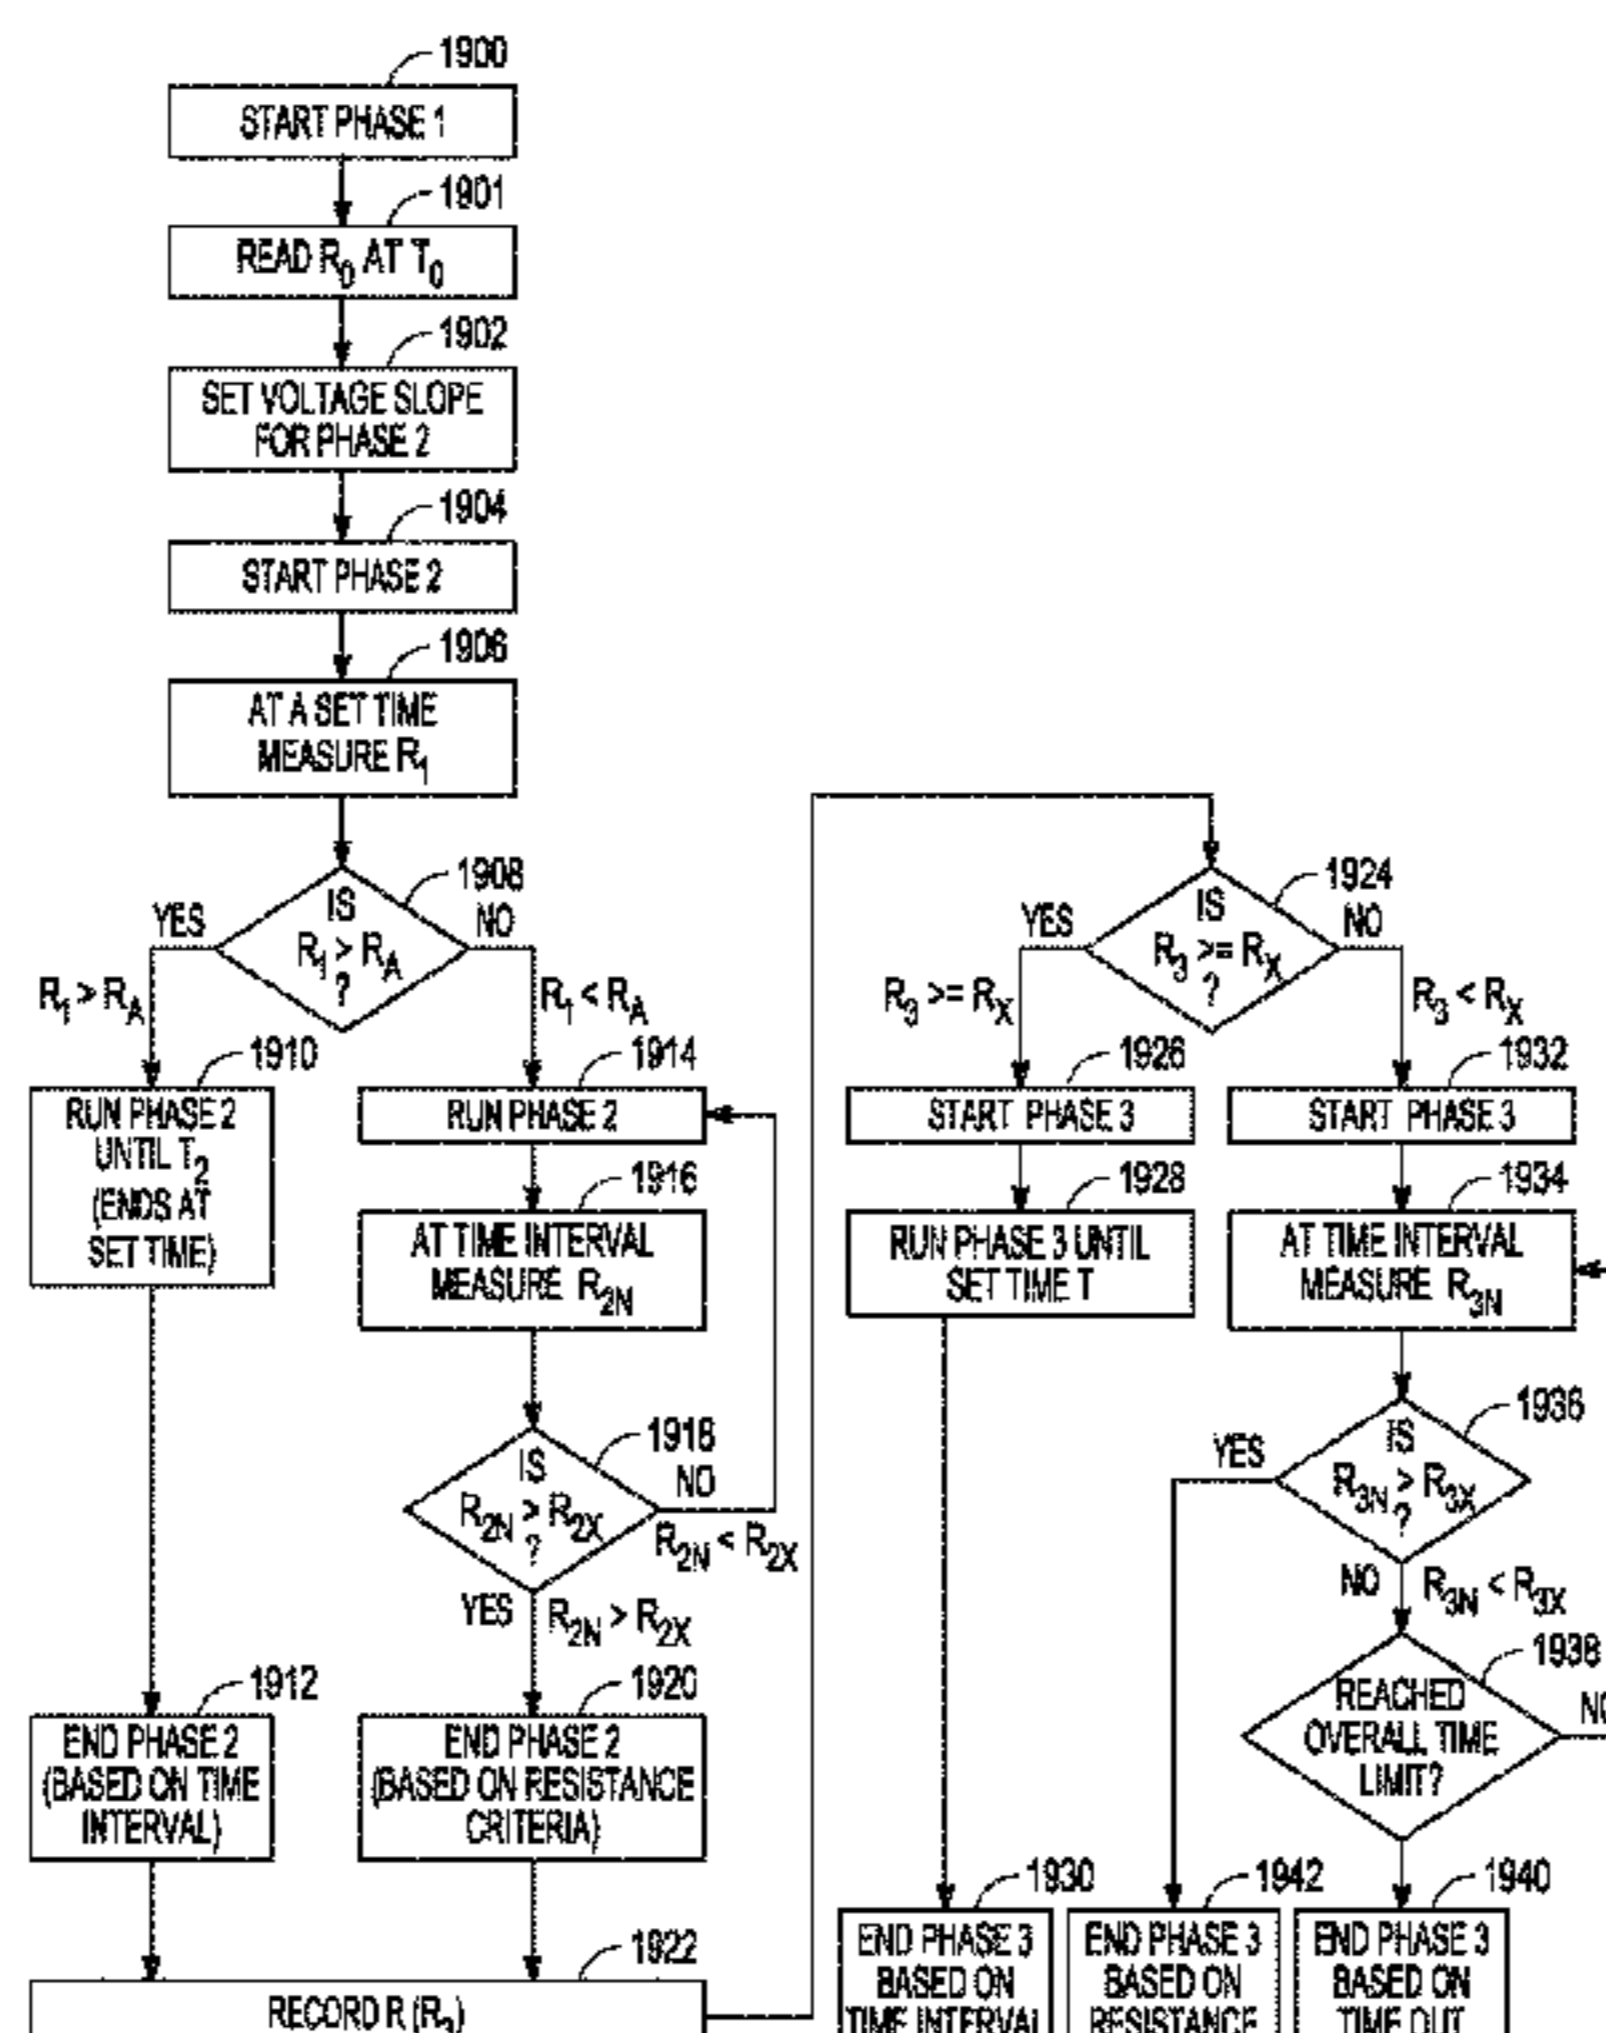 1900
START PHASE 1
1901
READ R0 AT T0
1902
SET VOLTAGE SLOPE
FOR PHASE 2
1904
START PHASE 2
1906
AT A SET TIME
MEASURE R1
1908
IS
R1 > RA
?
YES
NO
R1 > RA
R1 < RA
1910
RUN PHASE 2
UNTIL T2
(ENDS AT
SET TIME)
1914
RUN PHASE 2
1916
AT TIME INTERVAL
MEASURE R2N
1918
IS
R2N > R2X
?
NO
R2N < R2X
YES
R2N > R2X
1912
END PHASE 2
(BASED ON TIME
INTERVAL)
1920
END PHASE 2
(BASED ON RESISTANCE
CRITERIA)
1922
RECORD R (R3)
1924
IS
R3 >= RX
?
YES
NO
R3 >= RX
R3 < RX
1926
START PHASE 3
1928
RUN PHASE 3 UNTIL
SET TIME T
1932
START PHASE 3
1934
AT TIME INTERVAL
MEASURE R3N
1936
IS
R3N > R3X
?
YES
NO
R3N < R3X
1938
REACHED
OVERALL TIME
LIMIT?
NO
1930
END PHASE 3
BASED ON
TIME INTERVAL
1942
END PHASE 3
BASED ON
RESISTANCE
1940
END PHASE 3
BASED ON
TIME OUT